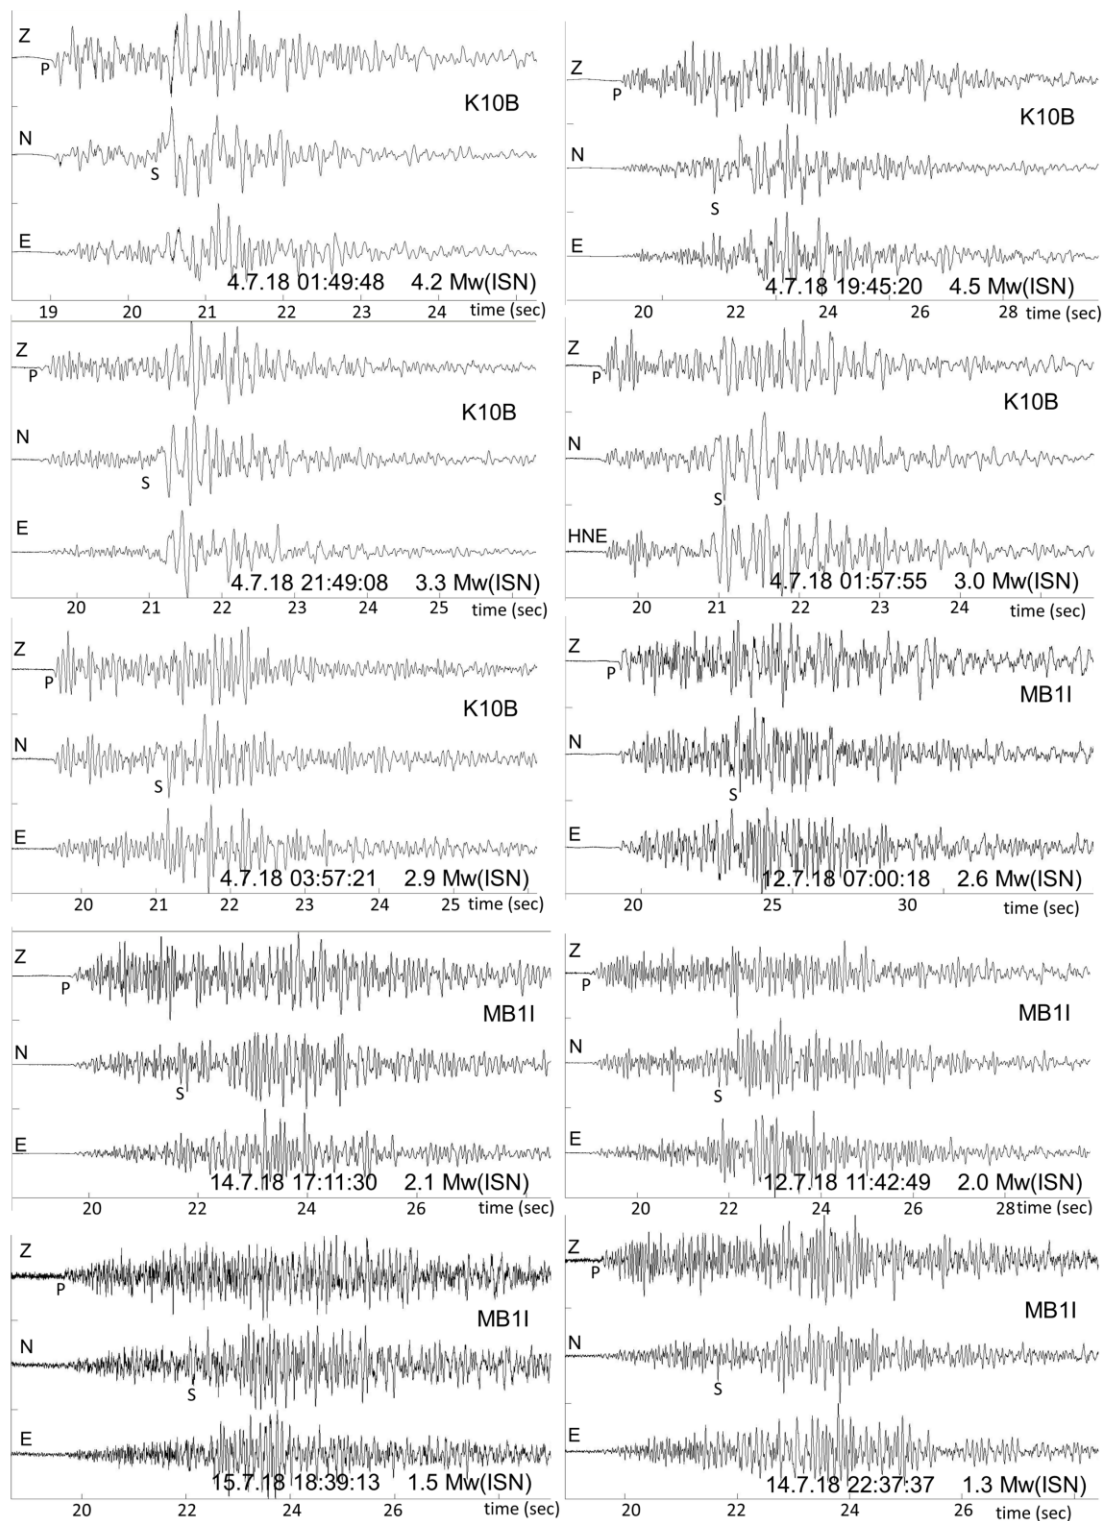 Z
P
K10B
N
S
E
4.7.18 01:49:48 4.2 Mw(ISN)
19 20 21 22 23 24 time (sec)
Z
P
K10B
N
S
E
4.7.18 19:45:20 4.5 Mw(ISN)
20 22 24 26 28 time (sec)
Z
P
K10B
N
S
E
4.7.18 21:49:08 3.3 Mw(ISN)
20 21 22 23 24 25 time (sec)
Z
P
K10B
N
S
HNE
4.7.18 01:57:55 3.0 Mw(ISN)
20 21 22 23 24 time (sec)
Z
P
K10B
N
S
E
4.7.18 03:57:21 2.9 Mw(ISN)
20 21 22 23 24 25 time (sec)
Z
P
MB1I
N
S
E
12.7.18 07:00:18 2.6 Mw(ISN)
20 25 30 time (sec)
Z
P
MB1I
N
S
E
14.7.18 17:11:30 2.1 Mw(ISN)
20 22 24 26 time (sec)
Z
P
MB1I
N
S
E
12.7.18 11:42:49 2.0 Mw(ISN)
20 22 24 26 28 time (sec)
Z
P
MB1I
N
S
E
15.7.18 18:39:13 1.5 Mw(ISN)
20 22 24 26 time (sec)
Z
P
MB1I
N
S
E
14.7.18 22:37:37 1.3 Mw(ISN)
20 22 24 26 time (sec)